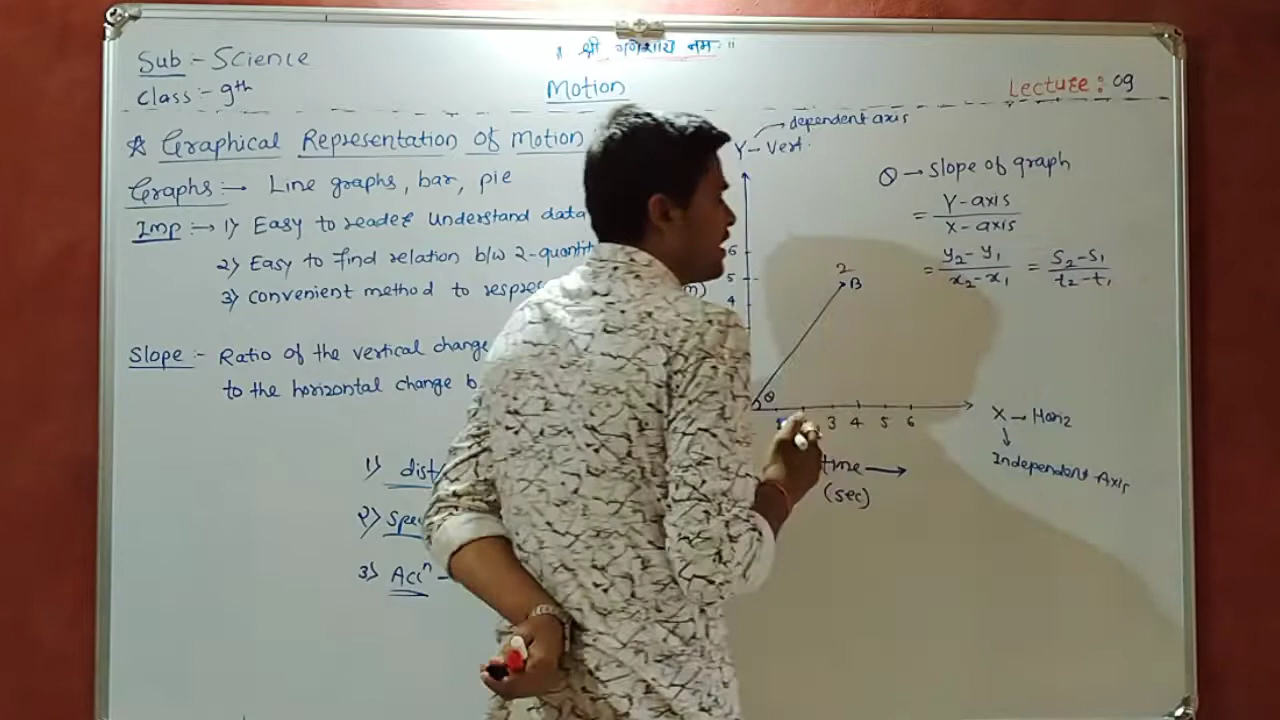 ॥ श्री गणेशाय नमः ॥
Sub :- Science
Class :- 9th
Motion
Lecture : 09
☆ Graphical Representation of Motion
Graphs :→ Line graphs, bar, pie
Imp :→ 1) Easy to read & understand data
2) Easy to find relation b/w 2-quantit
3) convenient method to respres
Slope :- Ratio of the vertical change
to the horizontal change b
1) dist
2) Spe
3) Accⁿ -
→ dependent axis
Y → Vert.
6
5
4
2
B
θ
3 4 5 6
time →
(sec)
X → Horiz
↓
Independent Axis
θ → Slope of graph
= Y-axis / X-axis
= y₂ - y₁ / x₂ - x₁ = S₂ - S₁ / t₂ - t₁